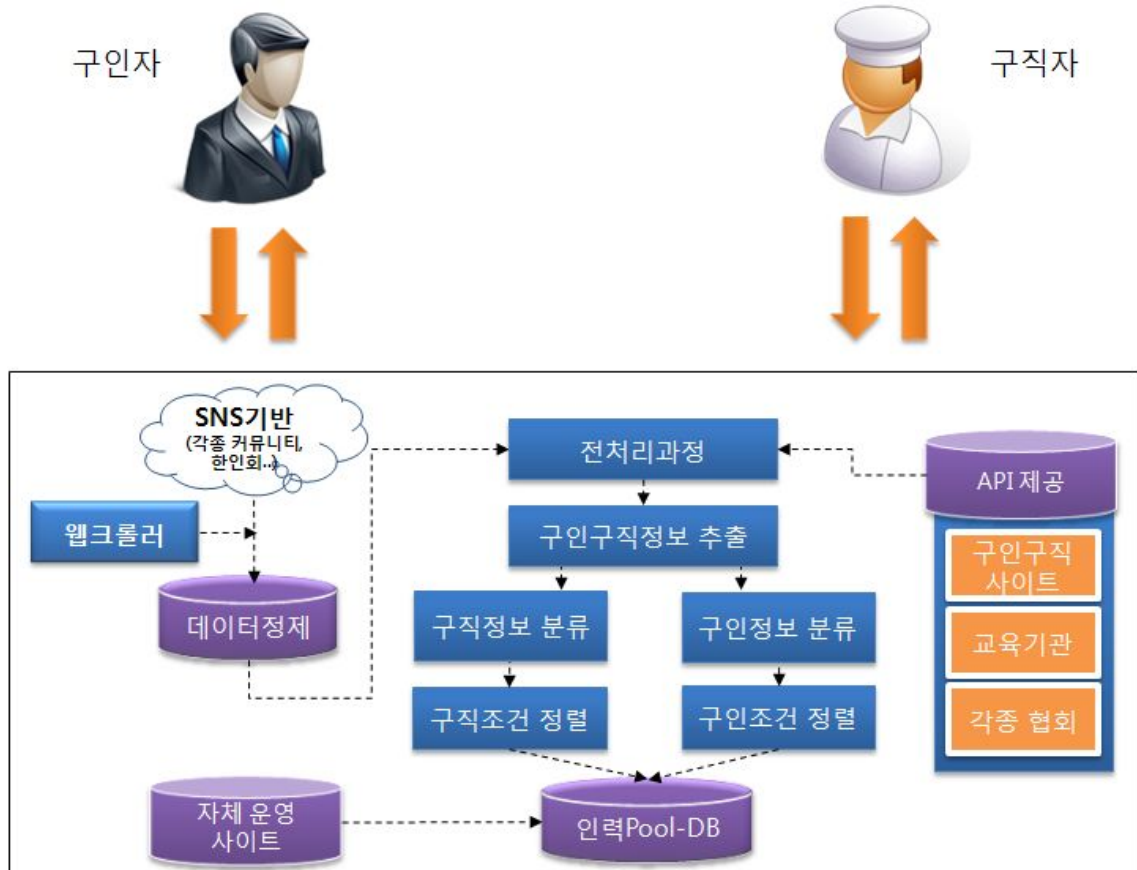 구인자
구직자
SNS기반
(각종 커뮤니티,
한인회..)
웹크롤러
데이터정제
전처리과정
구인구직정보 추출
구직정보 분류
구인정보 분류
구직조건 정렬
구인조건 정렬
API 제공
구인구직
사이트
교육기관
각종 협회
자체 운영
사이트
인력Pool-DB